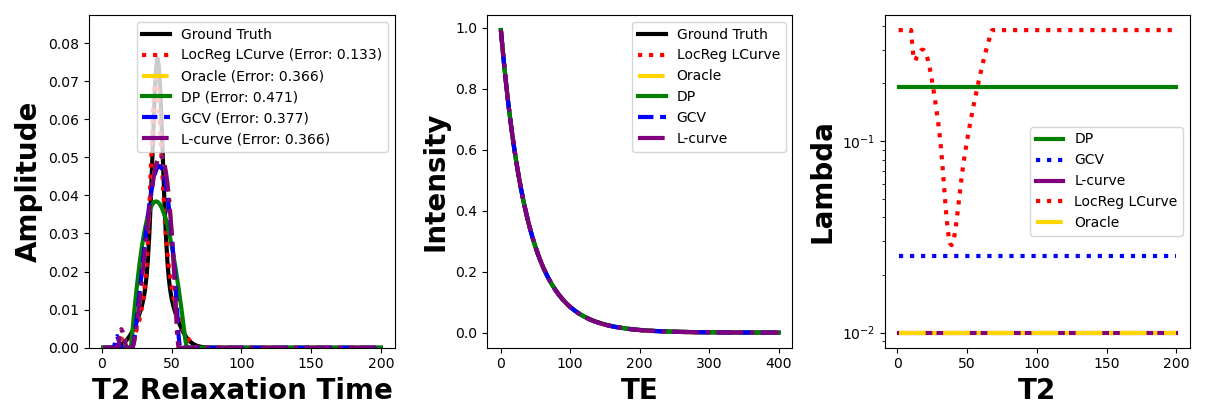 Amplitude
0.08
0.07
0.06
0.05
0.04
0.03
0.02
0.01
0.00
Ground Truth
LocReg LCurve (Error: 0.133)
Oracle (Error: 0.366)
DP (Error: 0.471)
GCV (Error: 0.377)
L-curve (Error: 0.366)
0 50 100 150 200
T2 Relaxation Time
Intensity
1.0
0.8
0.6
0.4
0.2
0.0
Ground Truth
LocReg LCurve
Oracle
DP
GCV
L-curve
0 100 200 300 400
TE
Lambda
10⁻¹
10⁻²
DP
GCV
L-curve
LocReg LCurve
Oracle
0 50 100 150 200
T2